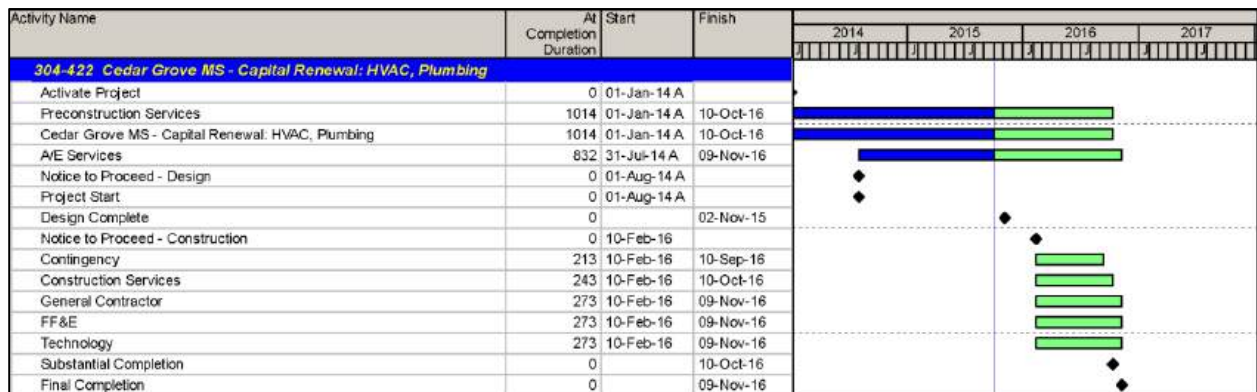 Activity Name At Completion Duration Start Finish
2014 2015 2016 2017
J J J J
304-422 Cedar Grove MS - Capital Renewal: HVAC, Plumbing
Activate Project 0 01-Jan-14 A
Preconstruction Services 1014 01-Jan-14 A 10-Oct-16
Cedar Grove MS - Capital Renewal: HVAC, Plumbing 1014 01-Jan-14 A 10-Oct-16
A/E Services 832 31-Jul-14 A 09-Nov-16
Notice to Proceed - Design 0 01-Aug-14 A
Project Start 0 01-Aug-14 A
Design Complete 0 02-Nov-15
Notice to Proceed - Construction 0 10-Feb-16
Contingency 213 10-Feb-16 10-Sep-16
Construction Services 243 10-Feb-16 10-Oct-16
General Contractor 273 10-Feb-16 09-Nov-16
FF&E 273 10-Feb-16 09-Nov-16
Technology 273 10-Feb-16 09-Nov-16
Substantial Completion 0 10-Oct-16
Final Completion 0 09-Nov-16